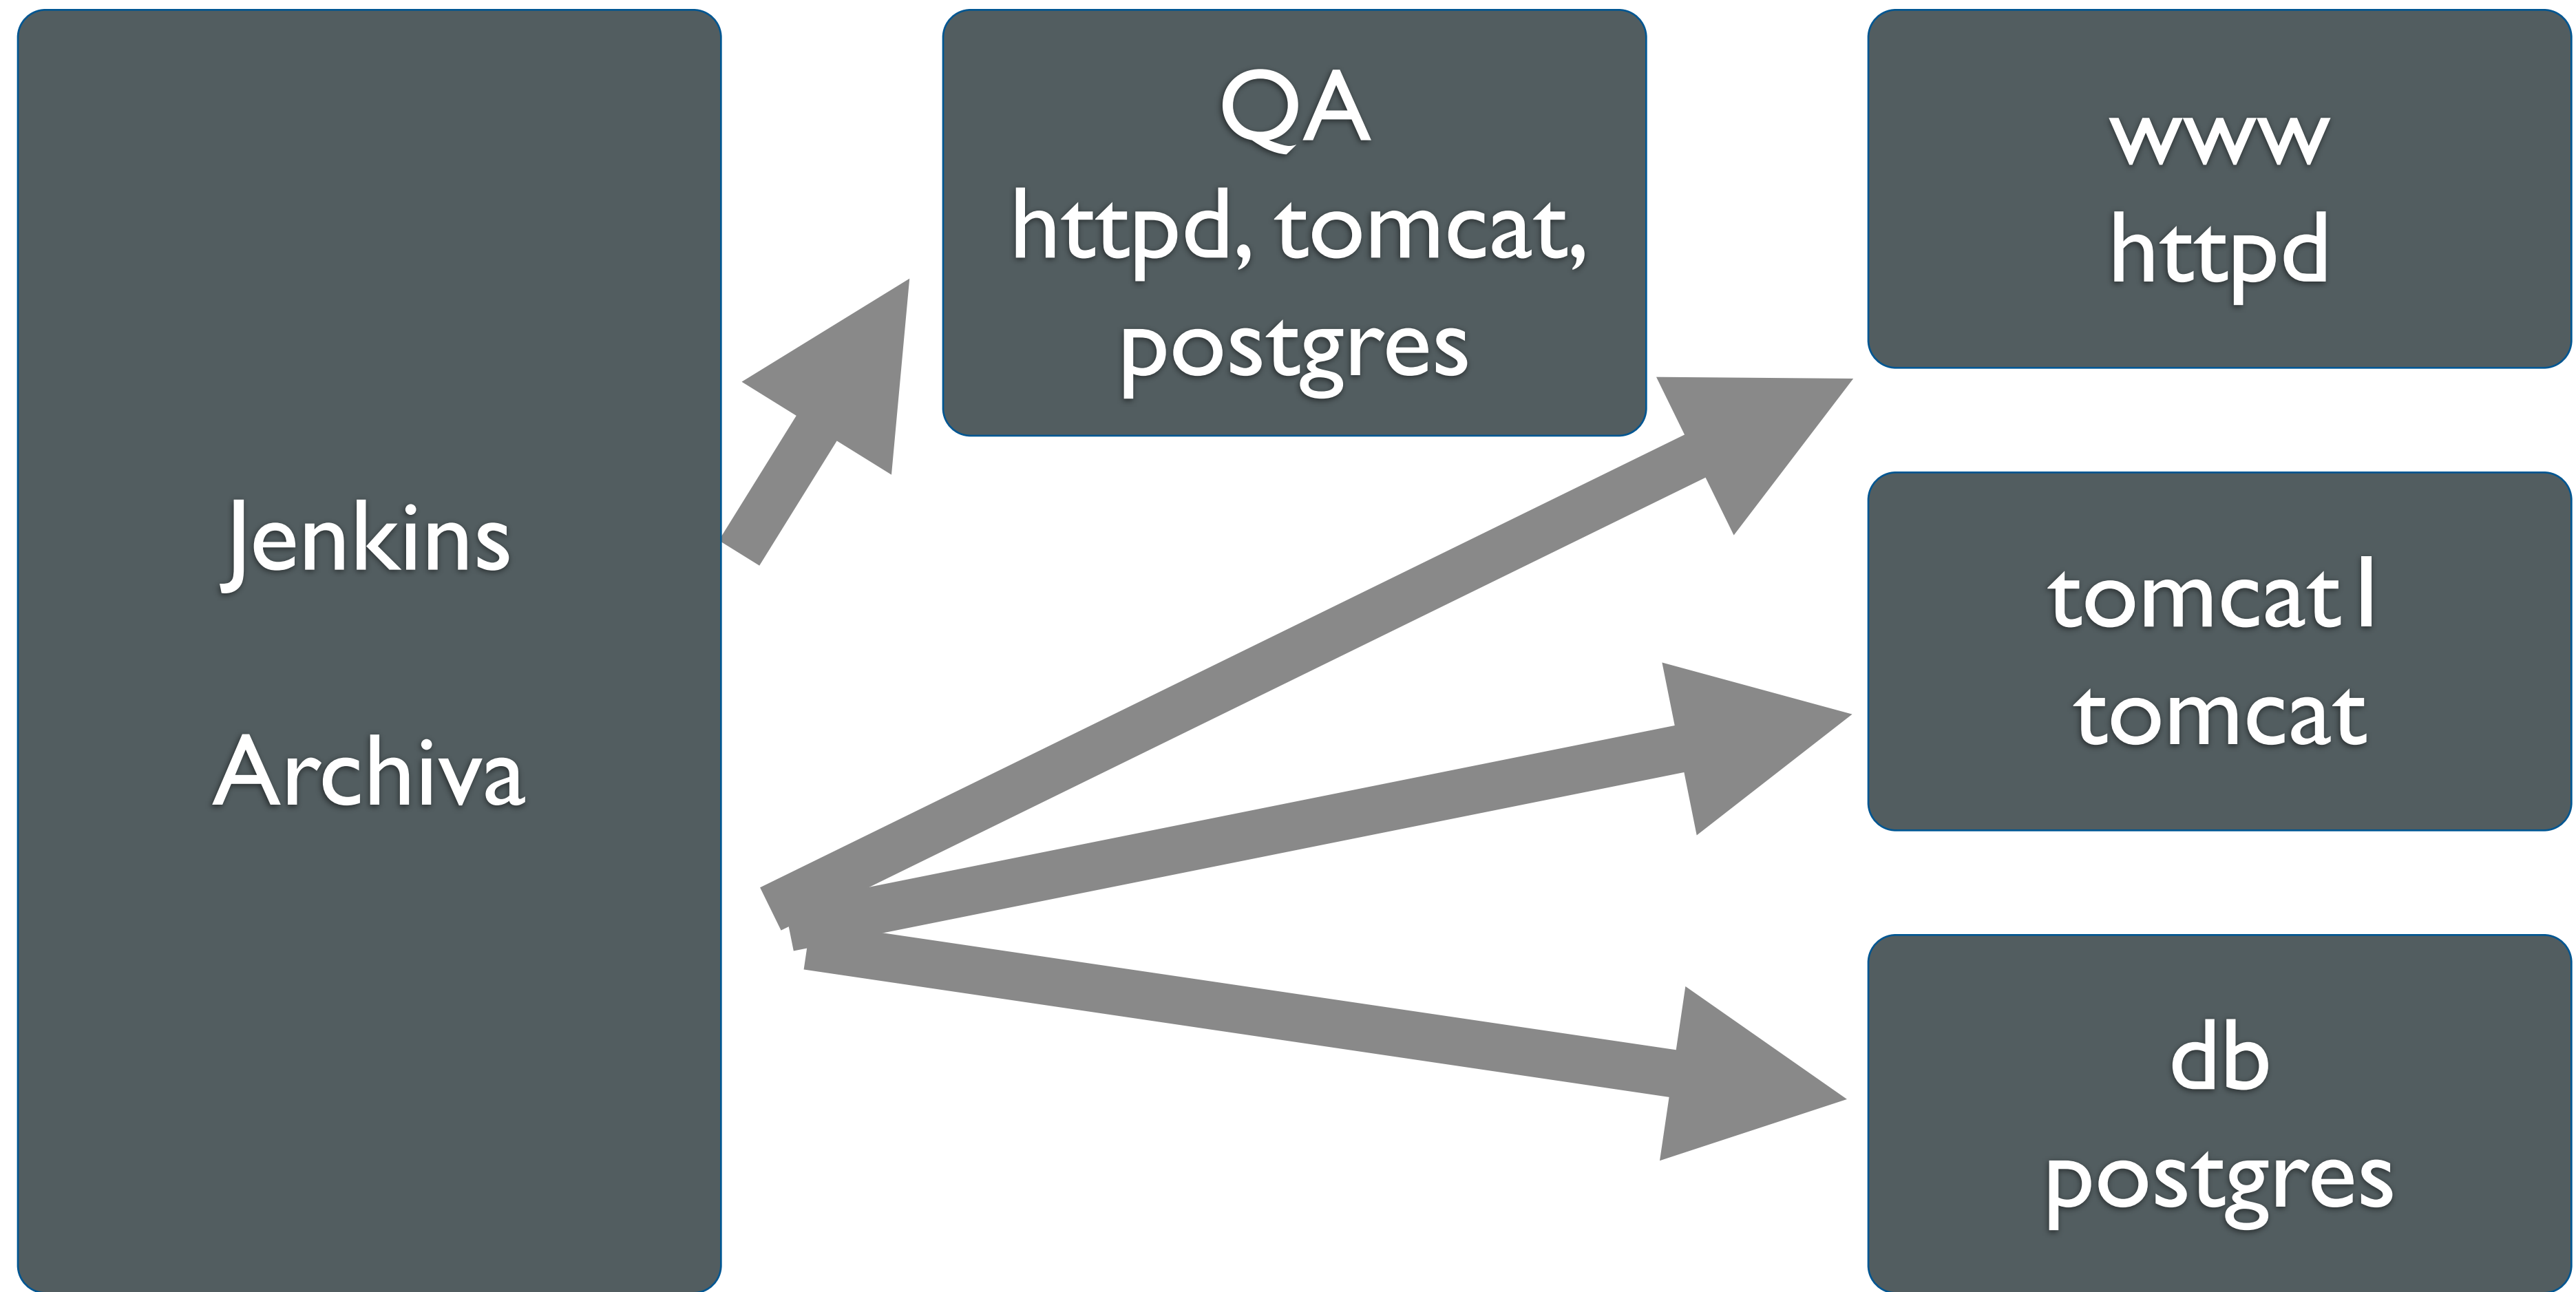 Jenkins
Archiva
QA
httpd, tomcat,
postgres
www
httpd
tomcat1
tomcat
db
postgres